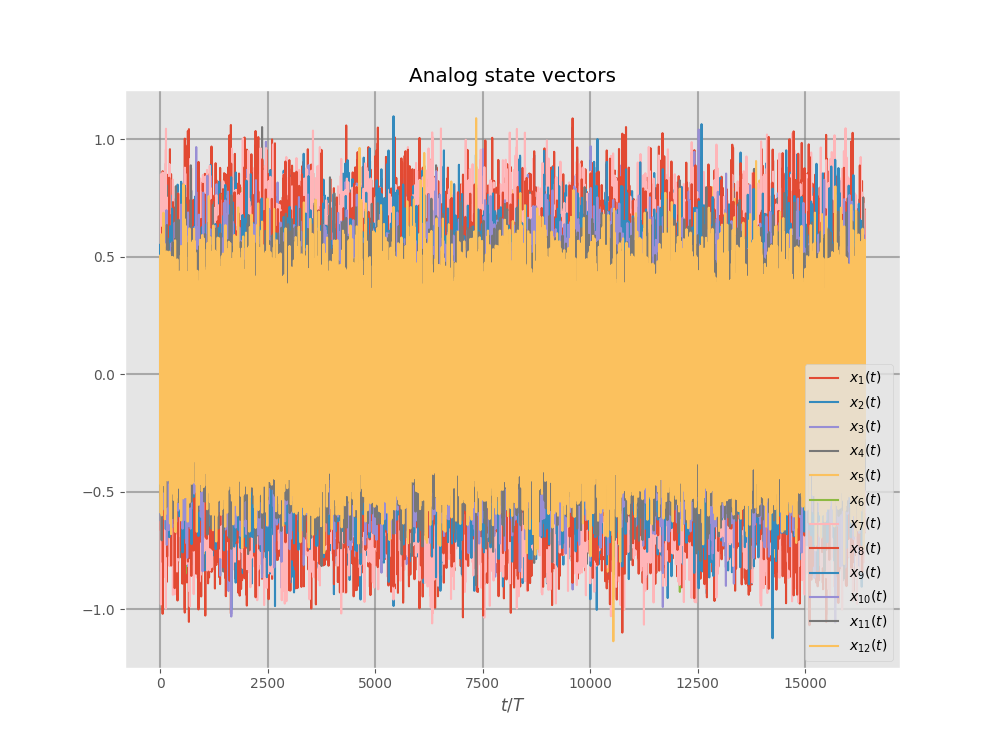 Analog state vectors
1.0
0.5
0.0
−0.5
−1.0
0
2500
5000
7500
10000
12500
15000
t/T
x₁(t)
x₂(t)
x₃(t)
x₄(t)
x₅(t)
x₆(t)
x₇(t)
x₈(t)
x₉(t)
x₁₀(t)
x₁₁(t)
x₁₂(t)